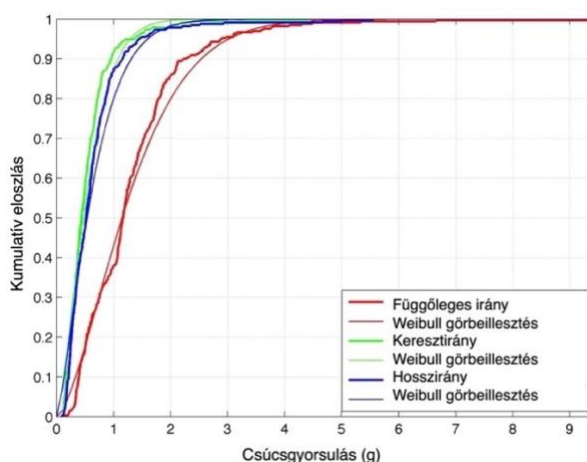 1
0.9
0.8
0.7
0.6
0.5
0.4
0.3
0.2
0.1
0
Kumulatív eloszlás
0 1 2 3 4 5 6 7 8 9
Csúcsgyorsulás (g)
Függőleges irány
Weibull görbeillesztés
Keresztirány
Weibull görbeillesztés
Hosszirány
Weibull görbeillesztés